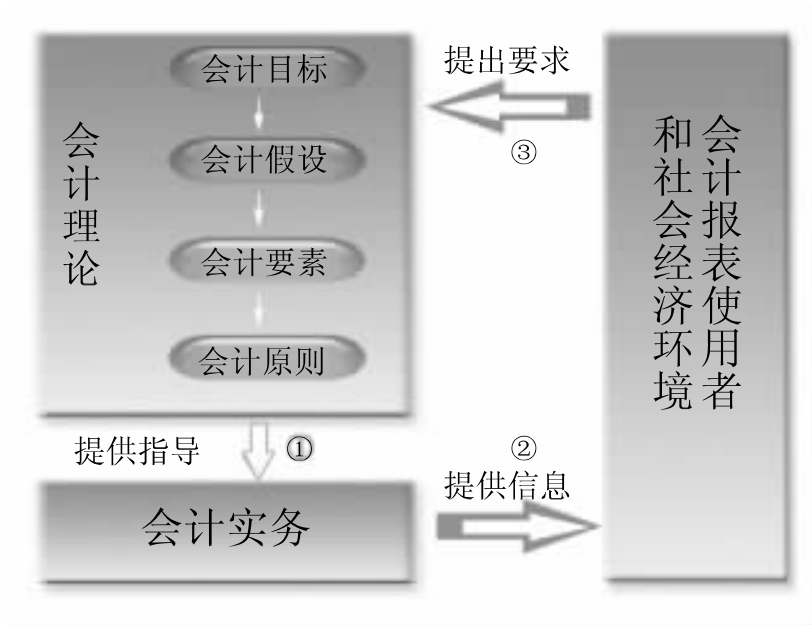 会计理论
会计目标
会计假设
会计要素
会计原则
提供指导
①
会计实务
②
提供信息
提出要求
③
会计报表使用者
和社会经济环境